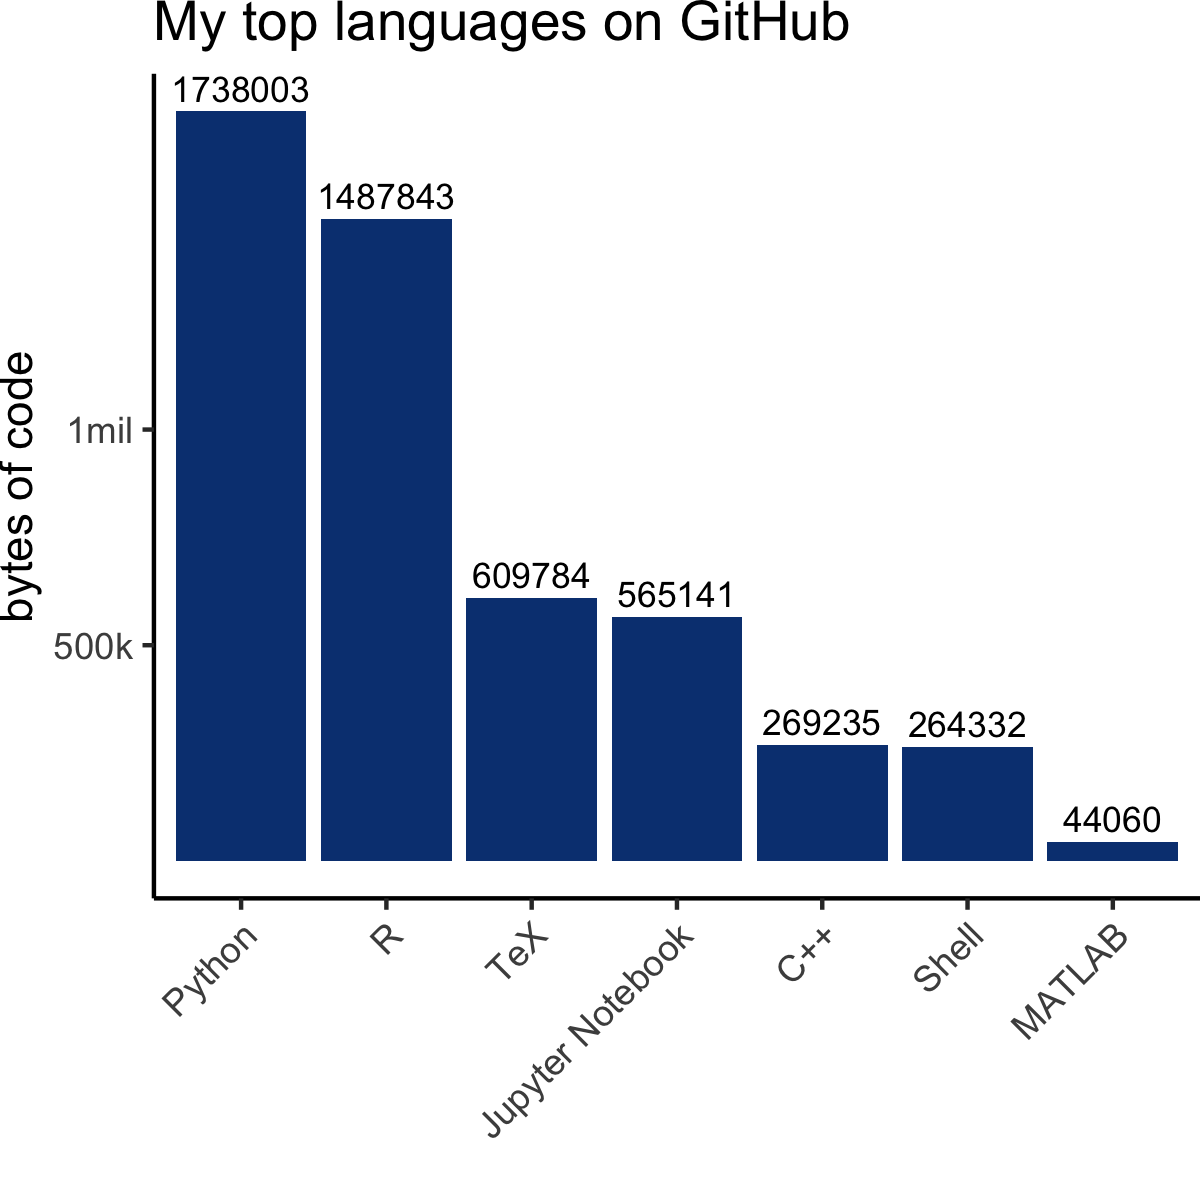 My top languages on GitHub
1738003
1487843
609784
565141
269235
264332
44060
bytes of code
1mil
500k
Python
R
TeX
Jupyter Notebook
C++
Shell
MATLAB